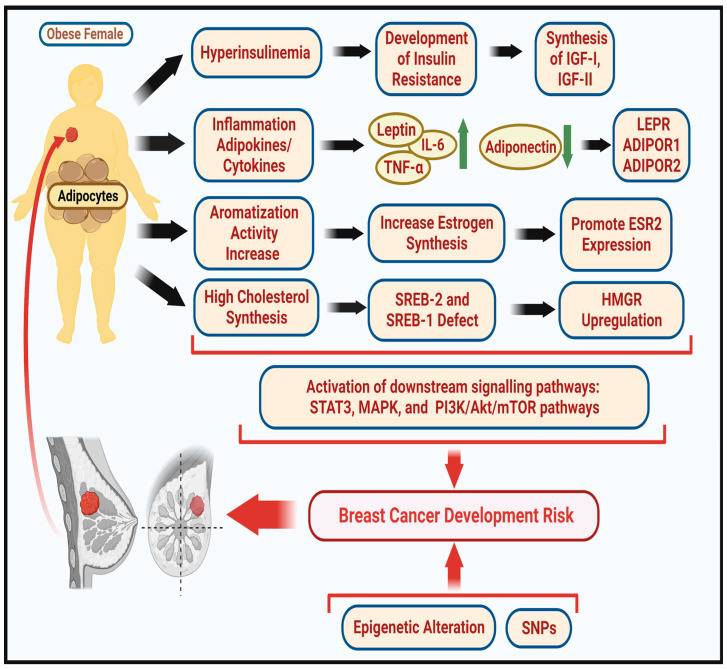 Obese Female
Hyperinsulinemia
Development
of Insulin
Resistance
Synthesis
of IGF-I,
IGF-II
Inflammation
Adipokines/
Cytokines
Leptin
IL-6
TNF-α
Adiponectin
LEPR
ADIPOR1
ADIPOR2
Adipocytes
Aromatization
Activity
Increase
Increase Estrogen
Synthesis
Promote ESR2
Expression
High Cholesterol
Synthesis
SREB-2 and
SREB-1 Defect
HMGR
Upregulation
Activation of downstream signalling pathways:
STAT3, MAPK, and PI3K/Akt/mTOR pathways
Breast Cancer Development Risk
Epigenetic Alteration
SNPs